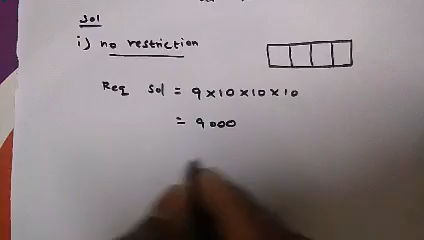 Sol
i) no restriction
Req sol = 9×10×10×10
= 9000